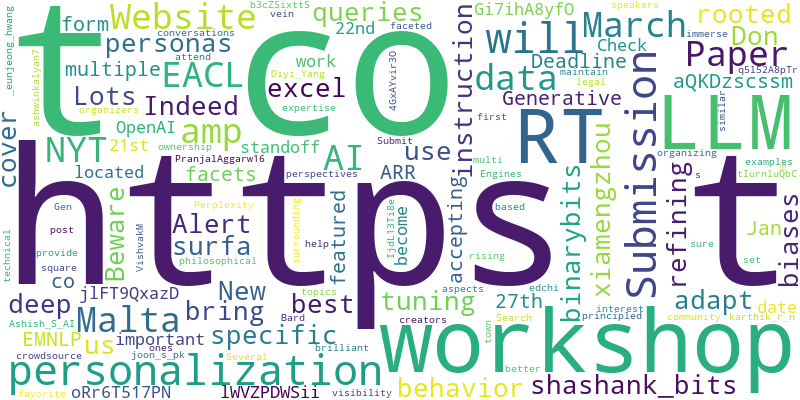 t
co
https
t
workshop
RT
LLM
Submission
personalization
will
data
March
Paper
Website
Malta
EACL
amp
AI
NYT
personas
queries
22nd
form
b3cZSixttS
conversations
vein
faceted
attend
Gi7ihA8yfO
speakers
immerse
rooted
Don
Check
maintain
legal
q5l52A8pTr
_eunjeong_hwang
ashwinkalyan7
organizers
multiple
Diyi_Yang
work
expertise
4GxAYvir3O
Deadline
aQKDzscssm
Lots
Indeed
excel
Generative
first
similar
cover
OpenAI
21st
standoff
Submit
ownership
PranjalAggarw16
perspectives
use
instruction
multi
Engines
organizing
examples
s
tIurnluQbC
located
facets
ARR
Gen
Perplexity
post
surrounding
provide
help
square
philosophical
technical
Beware
Alert
surfa
VishvakM
featured
IjdL13Ti8e
become
accepting
based
rising
binarybits
xiamengzhou
refining
Jan
biases
sure
set
aspects
New
co
jlFT9QxazD
deep
bring
best
tuning
27th
adapt
date
topics
Bard
creators
edchi
interest
principled
community
karthik_r_n
Ashish_S_AI
EMNLP
us
important
specific
crowdsource
joon_s_pk
ones
Several
brilliant
Search
town
better
favorite
oRr6T517PN
lWVZPDWSii
visibility
behavior
shashank_bits